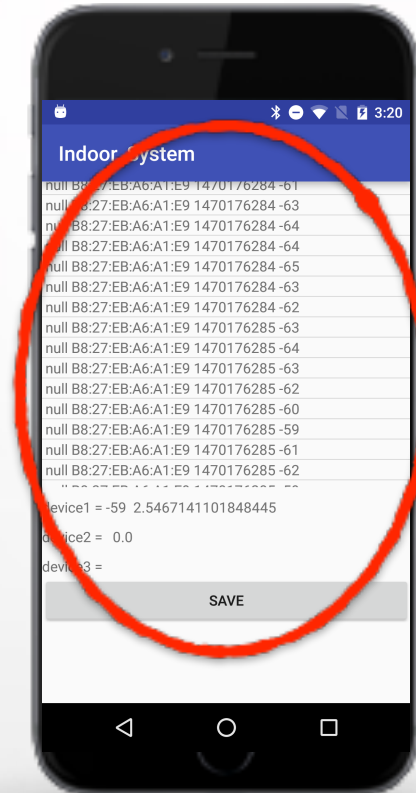 3:20
Indoor System
null B8:27:EB:A6:A1:E9 1470176284 -61
null B8:27:EB:A6:A1:E9 1470176284 -63
null B8:27:EB:A6:A1:E9 1470176284 -64
null B8:27:EB:A6:A1:E9 1470176284 -64
null B8:27:EB:A6:A1:E9 1470176284 -65
null B8:27:EB:A6:A1:E9 1470176284 -63
null B8:27:EB:A6:A1:E9 1470176284 -62
null B8:27:EB:A6:A1:E9 1470176285 -63
null B8:27:EB:A6:A1:E9 1470176285 -64
null B8:27:EB:A6:A1:E9 1470176285 -63
null B8:27:EB:A6:A1:E9 1470176285 -62
null B8:27:EB:A6:A1:E9 1470176285 -60
null B8:27:EB:A6:A1:E9 1470176285 -59
null B8:27:EB:A6:A1:E9 1470176285 -61
null B8:27:EB:A6:A1:E9 1470176285 -62
device1 = -59 2.5467141101848445
device2 = 0.0
device3 =
SAVE